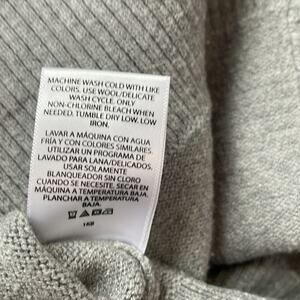 MACHINE WASH COLD WITH LIKE
COLORS. USE WOOL/DELICATE
WASH CYCLE. ONLY
NON-CHLORINE BLEACH WHEN
NEEDED. TUMBLE DRY LOW. LOW
IRON.
LAVAR A MÁQUINA CON AGUA
FRÍA Y CON COLORES SIMILARES
UTILIZAR UN PROGRAMA DE
LAVADO PARA LANA/DELICADOS.
USAR SOLAMENTE
BLANQUEADOR SIN CLORO
CUANDO SE NECESITE. SECAR EN
MÁQUINA A TEMPERATURA BAJA.
PLANCHAR A TEMPERATURA
BAJA.